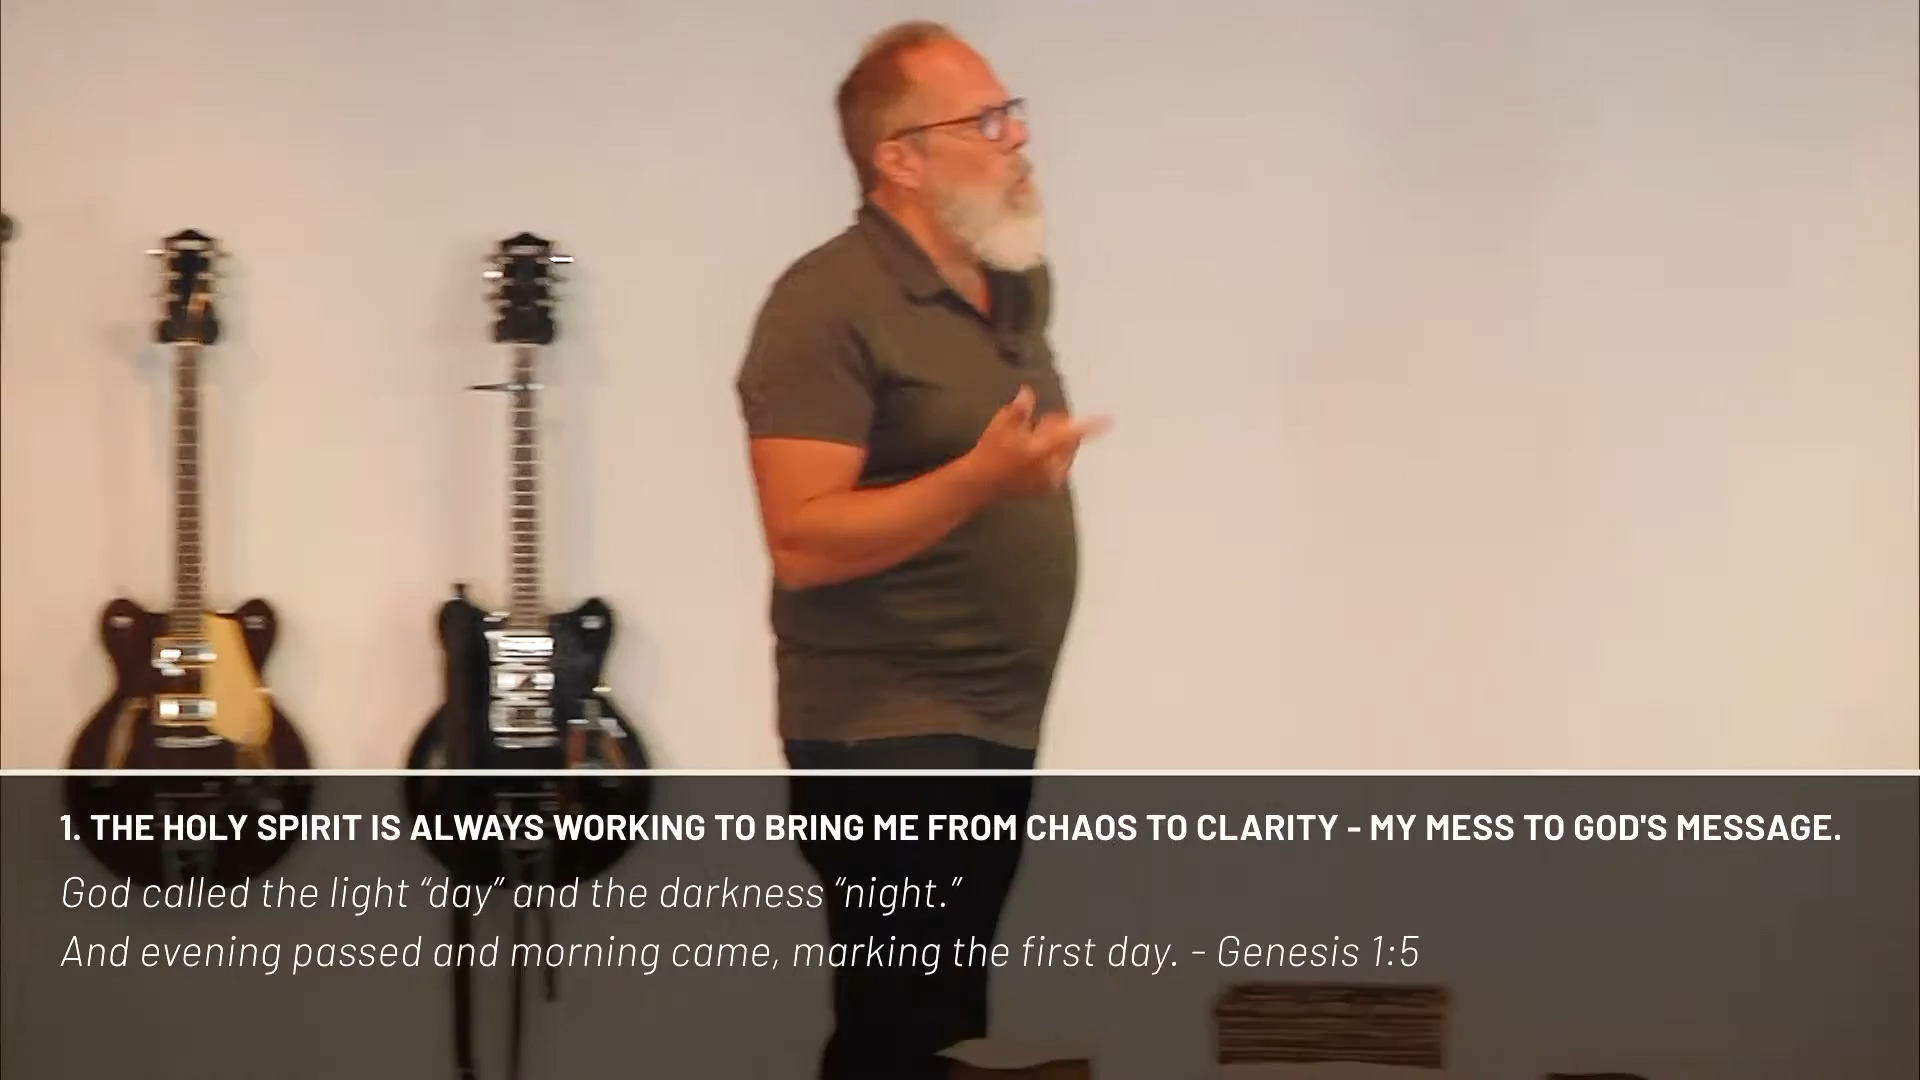 1. THE HOLY SPIRIT IS ALWAYS WORKING TO BRING ME FROM CHAOS TO CLARITY - MY MESS TO GOD'S MESSAGE.
God called the light “day” and the darkness “night.”
And evening passed and morning came, marking the first day. - Genesis 1:5